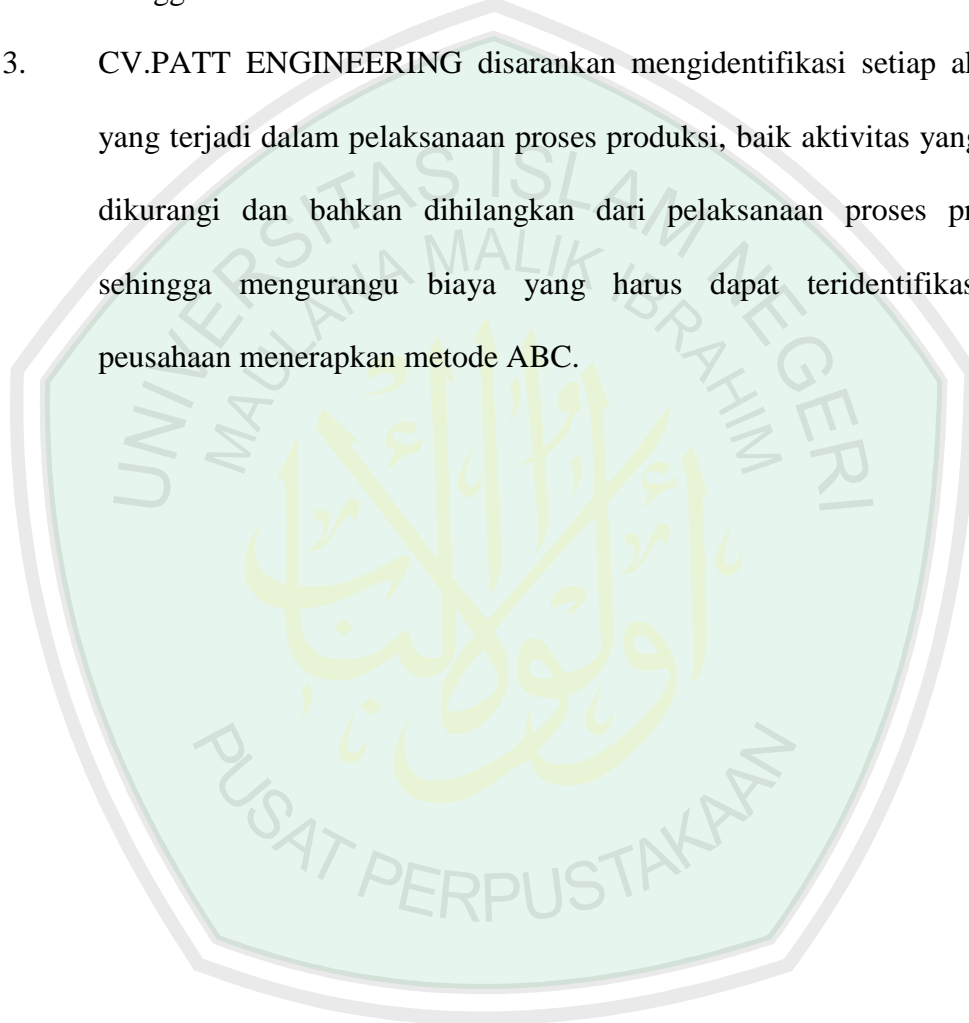 3. CV.PATT ENGINEERING disarankan mengidentifikasi setiap
yang terjadi dalam pelaksanaan proses produksi, baik aktivitas yang
dikurangi dan bahkan dihilangkan dari pelaksanaan proses
sehingga mengurangu biaya yang harus dapat
peusahaan menerapkan metode ABC.
UNIVERSITAS ISLAM NEGERI
MAULANA MALIK IBRAHIM
PUSAT PERPUSTAKAAN